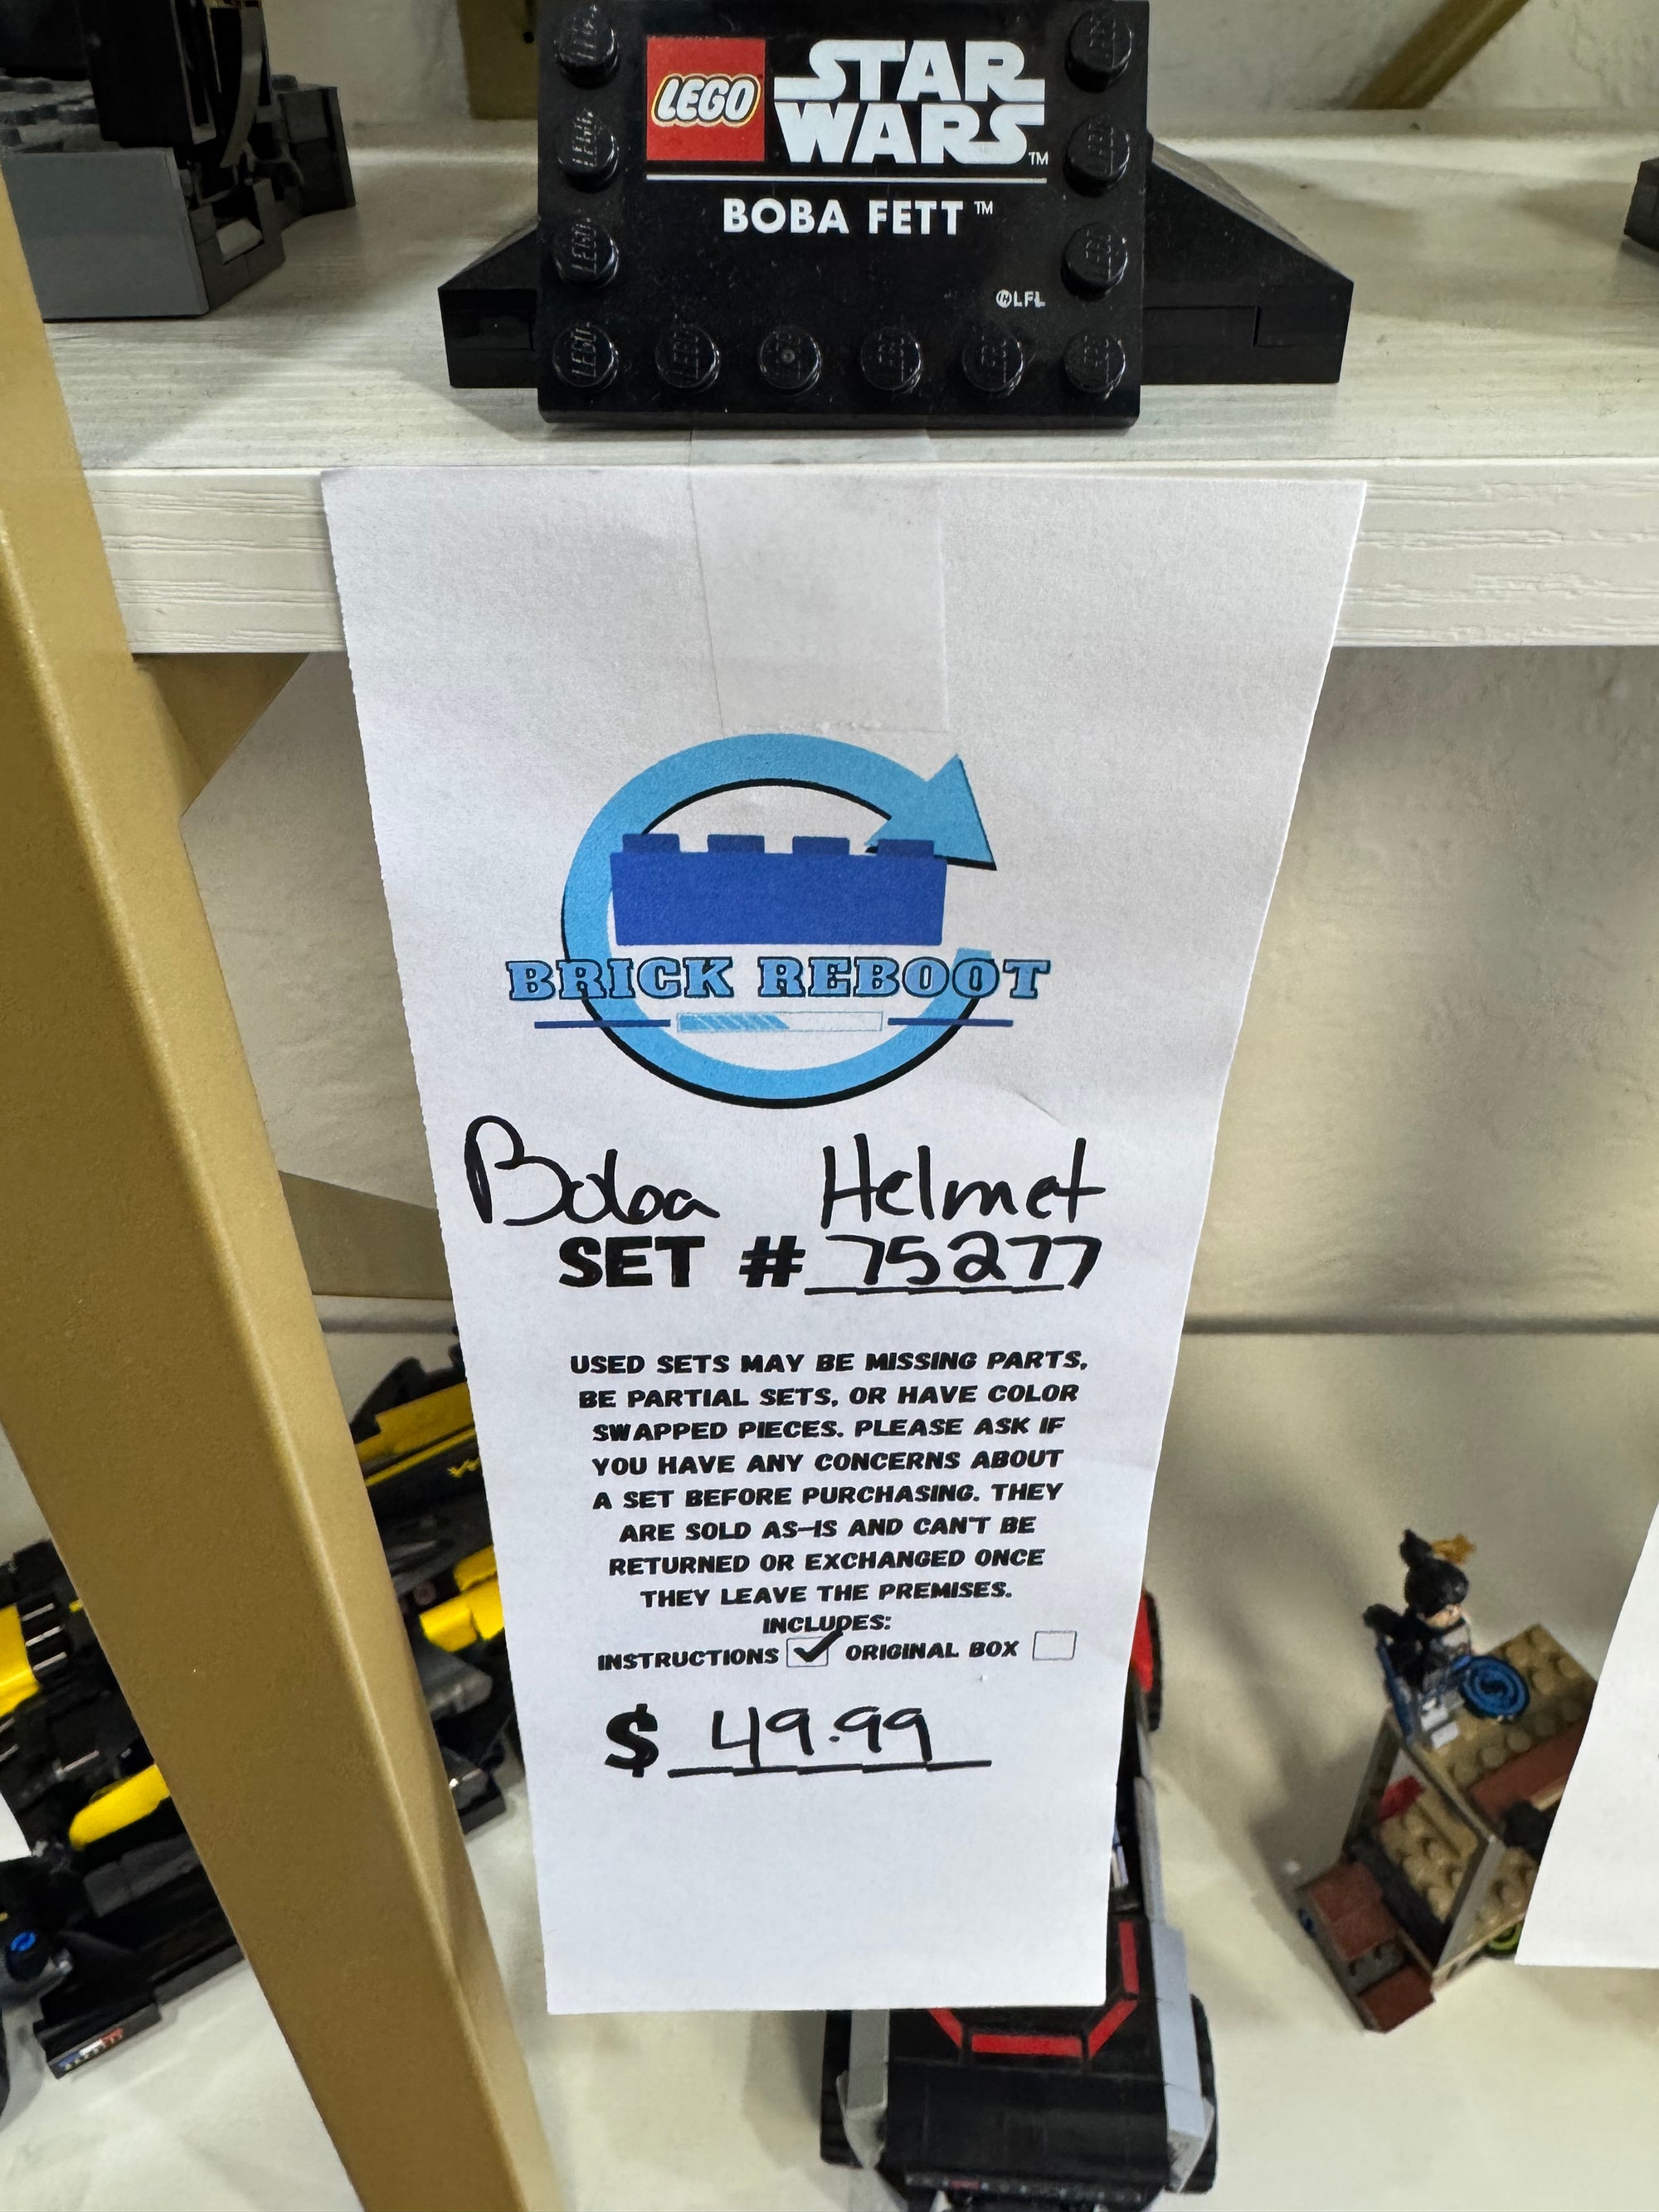 LEGO STAR WARS™
BOBA FETT™
©LFL
BRICK REBOOT
Boba Helmet
SET # 75277
USED SETS MAY BE MISSING PARTS,
BE PARTIAL SETS, OR HAVE COLOR
SWAPPED PIECES. PLEASE ASK IF
YOU HAVE ANY CONCERNS ABOUT
A SET BEFORE PURCHASING. THEY
ARE SOLD AS-IS AND CAN'T BE
RETURNED OR EXCHANGED ONCE
THEY LEAVE THE PREMISES.
INCLUDES:
INSTRUCTIONS ORIGINAL BOX
$ 49.99